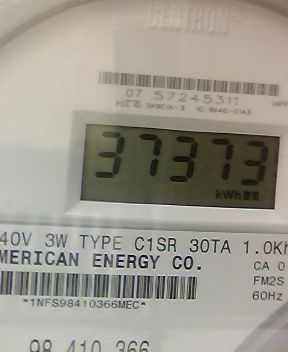 CENTRON
07 57245311
37373
kWh
40V 3W TYPE C1SR 30TA 1.0Kh
MERICAN ENERGY CO.
CA 0
FM2S
60Hz
*1NFS98410366MEC*
98 410 366